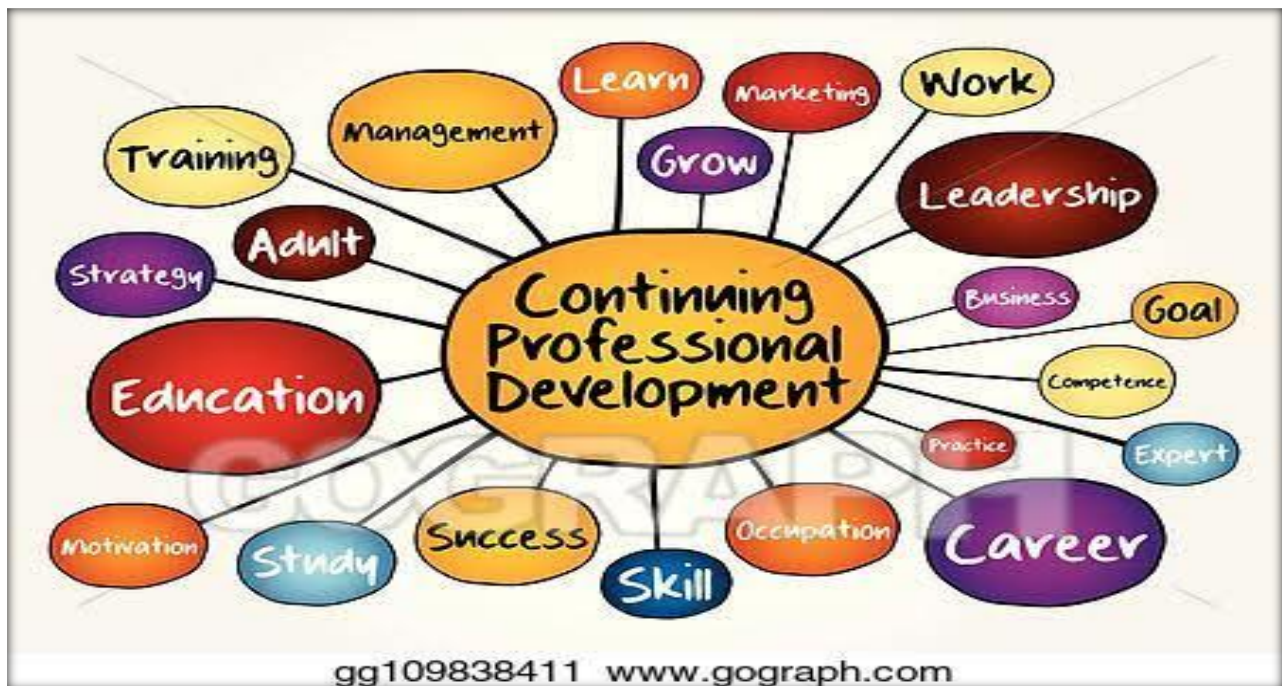 Learn
Marketing
Work
Management
Training
Grow
Leadership
Adult
Strategy
Continuing
Professional
Development
Business
Goal
Education
Competence
Practice
Expert
Motivation
Study
Success
Skill
Occupation
Career
GOGRAPH
gg109838411 www.gograph.com